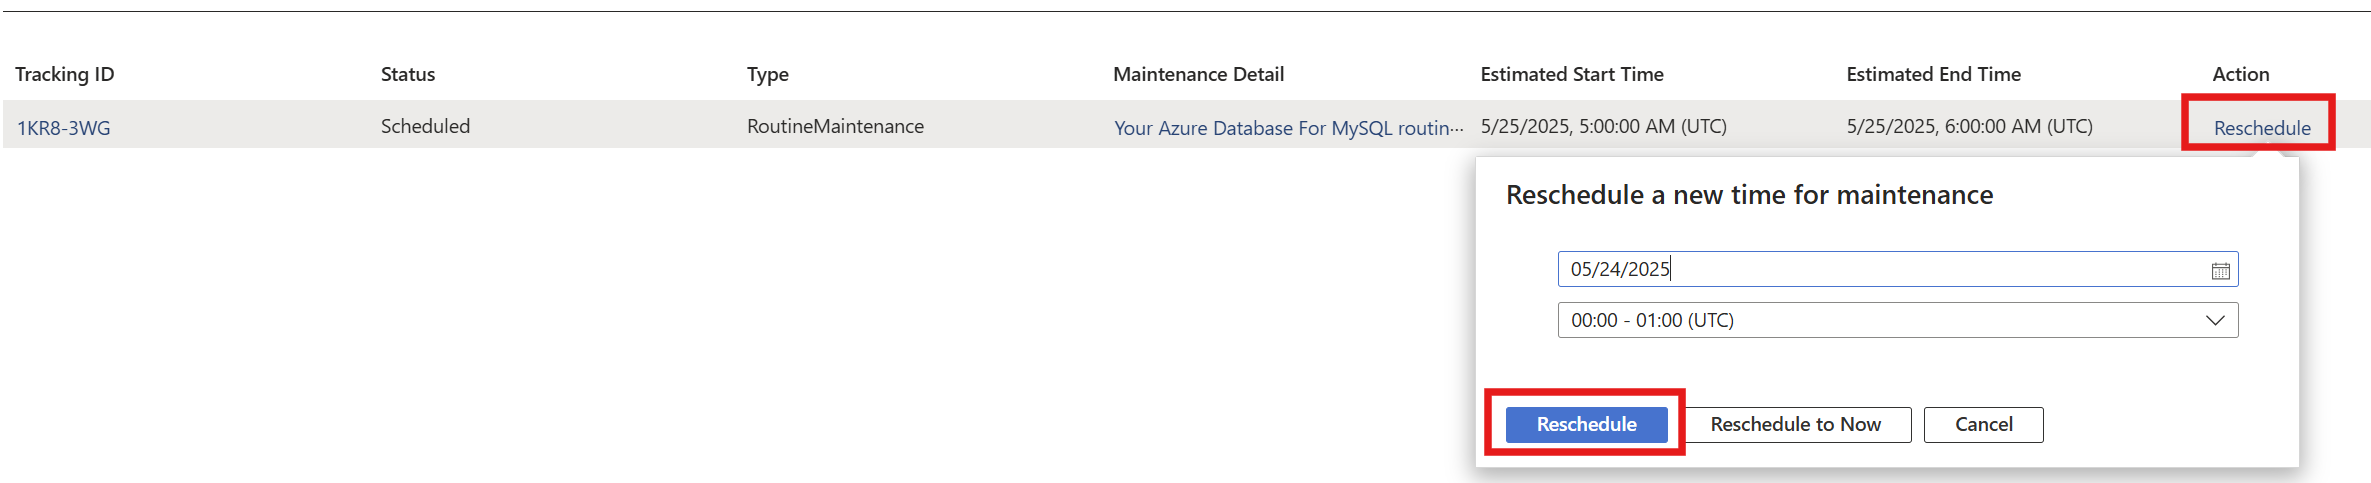 Tracking ID Status Type Maintenance Detail Estimated Start Time Estimated End Time Action
1KR8-3WG Scheduled RoutineMaintenance Your Azure Database For MySQL routin··· 5/25/2025, 5:00:00 AM (UTC) 5/25/2025, 6:00:00 AM (UTC) Reschedule
Reschedule a new time for maintenance
05/24/2025
00:00 - 01:00 (UTC)
Reschedule Reschedule to Now Cancel